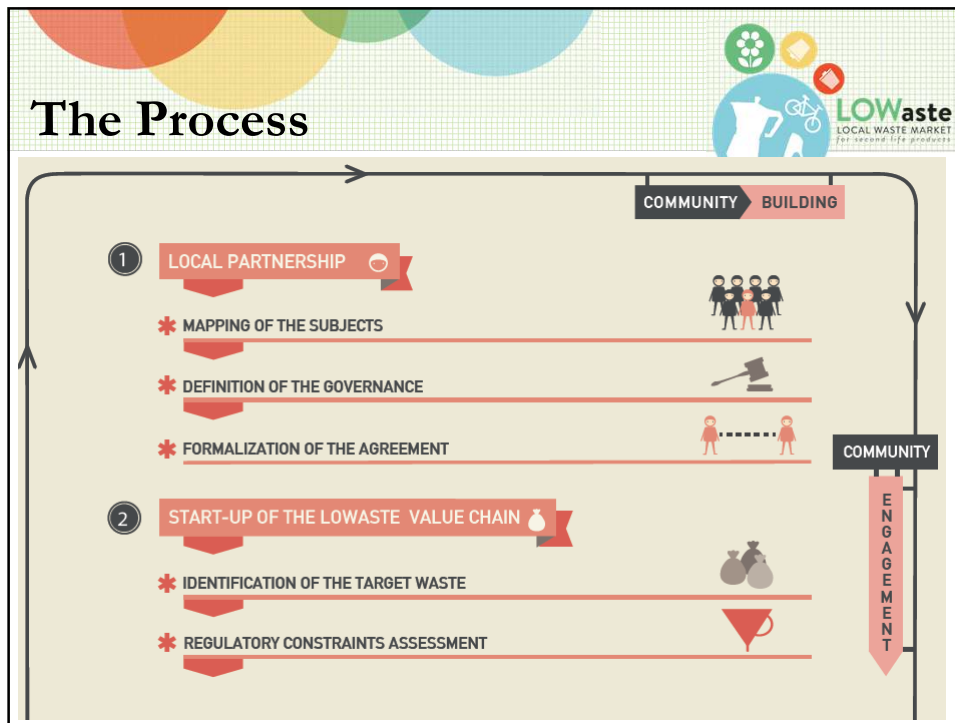 The Process
LOWaste
LOCAL WASTE MARKET
for second life products
COMMUNITY BUILDING
1 LOCAL PARTNERSHIP
MAPPING OF THE SUBJECTS
DEFINITION OF THE GOVERNANCE
FORMALIZATION OF THE AGREEMENT
COMMUNITY
ENGAGEMENT
2 START-UP OF THE LOWASTE VALUE CHAIN
IDENTIFICATION OF THE TARGET WASTE
REGULATORY CONSTRAINTS ASSESSMENT